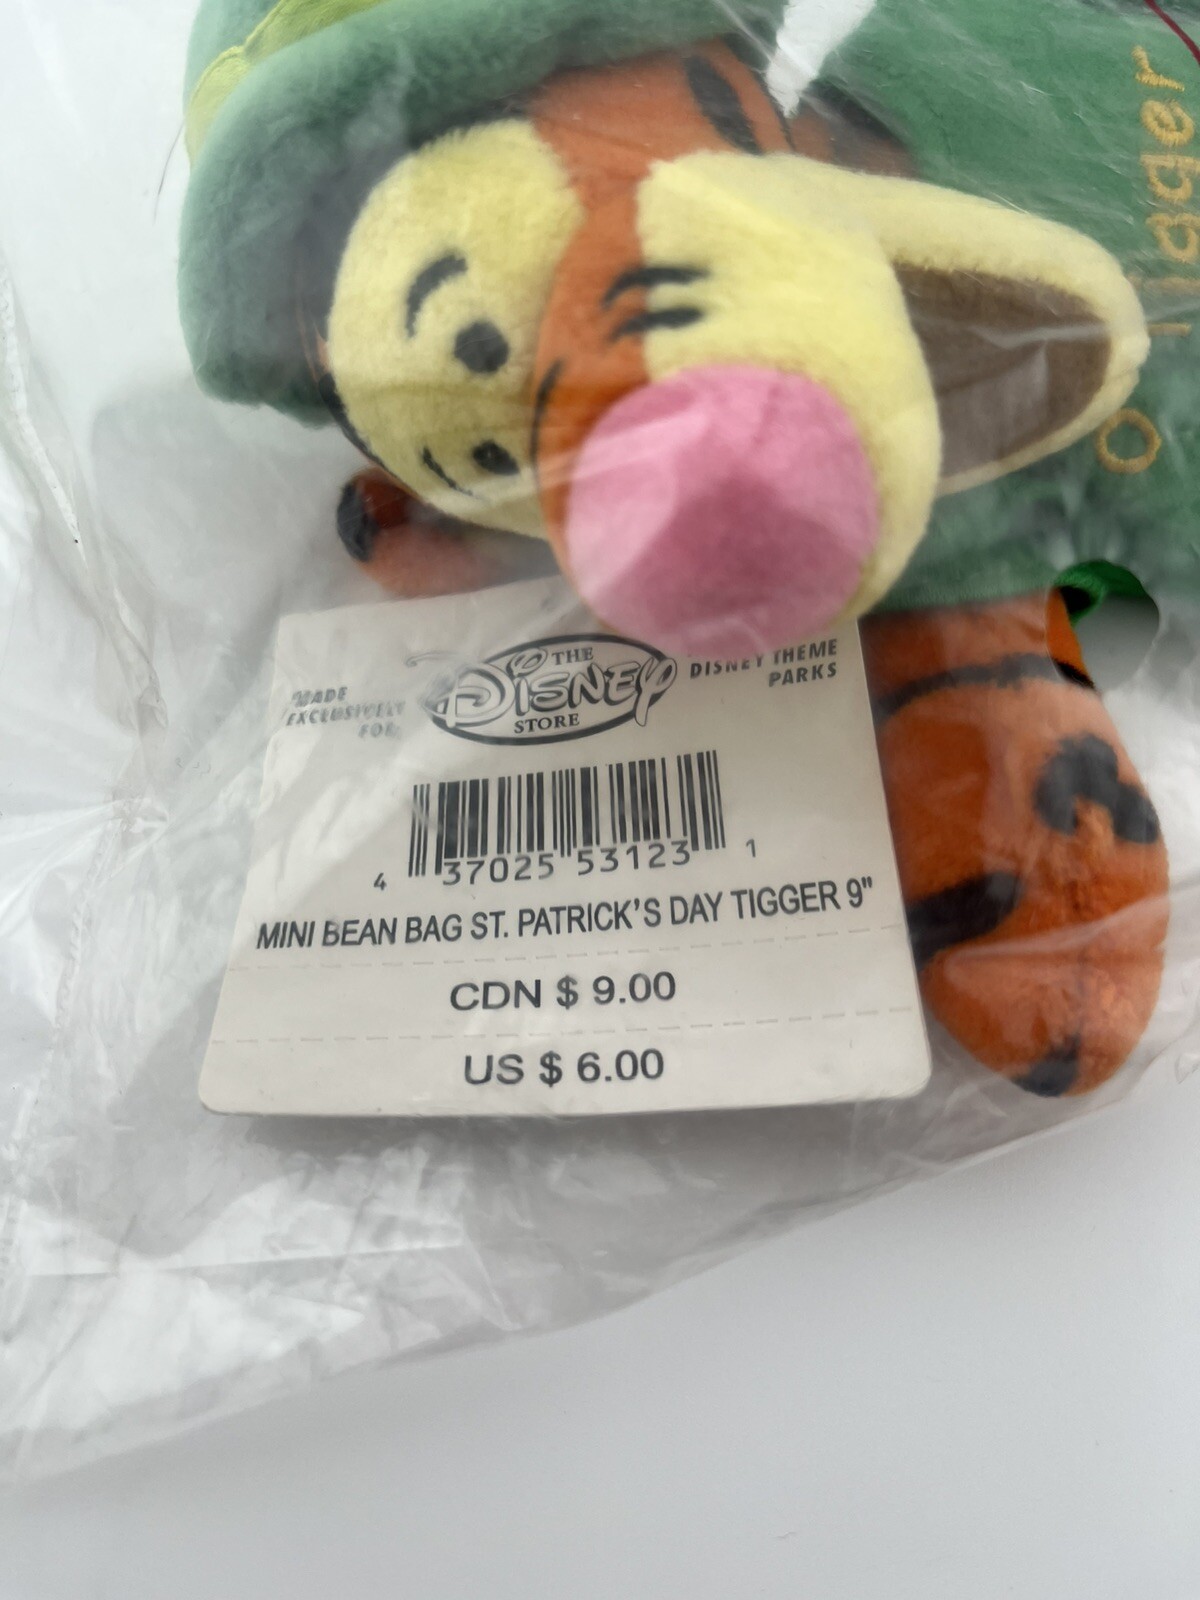 O Tigger
MADE
EXCLUSIVELY
FOR:
THE
DISNEY
STORE
DISNEY THEME
PARKS
4 37025 53123 1
MINI BEAN BAG ST. PATRICK'S DAY TIGGER 9"
CDN $ 9.00
US $ 6.00